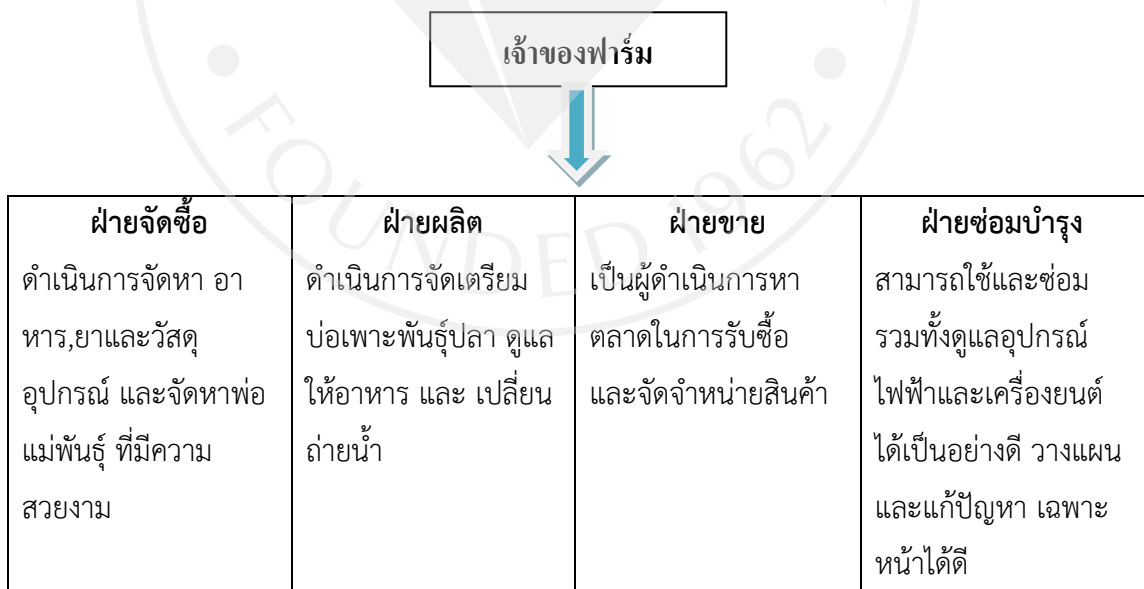 เจ้าของฟาร์ม
FOUNDED 1962
ฝ่ายจัดซื้อ
ดำเนินการจัดหา อา
หาร,ยาและวัสดุ
อุปกรณ์ และจัดหาพ่อ
แม่พันธุ์ ที่มีความ
สวยงาม
ฝ่ายผลิต
ดำเนินการจัดเตรียม
บ่อเพาะพันธุ์ปลา ดูแล
ให้อาหาร และ เปลี่ยน
ถ่ายน้ำ
ฝ่ายขาย
เป็นผู้ดำเนินการหา
ตลาดในการรับซื้อ
และจัดจำหน่ายสินค้า
ฝ่ายซ่อมบำรุง
สามารถใช้และซ่อม
รวมทั้งดูแลอุปกรณ์
ไฟฟ้าและเครื่องยนต์
ได้เป็นอย่างดี วางแผน
และแก้ปัญหา เฉพาะ
หน้าได้ดี